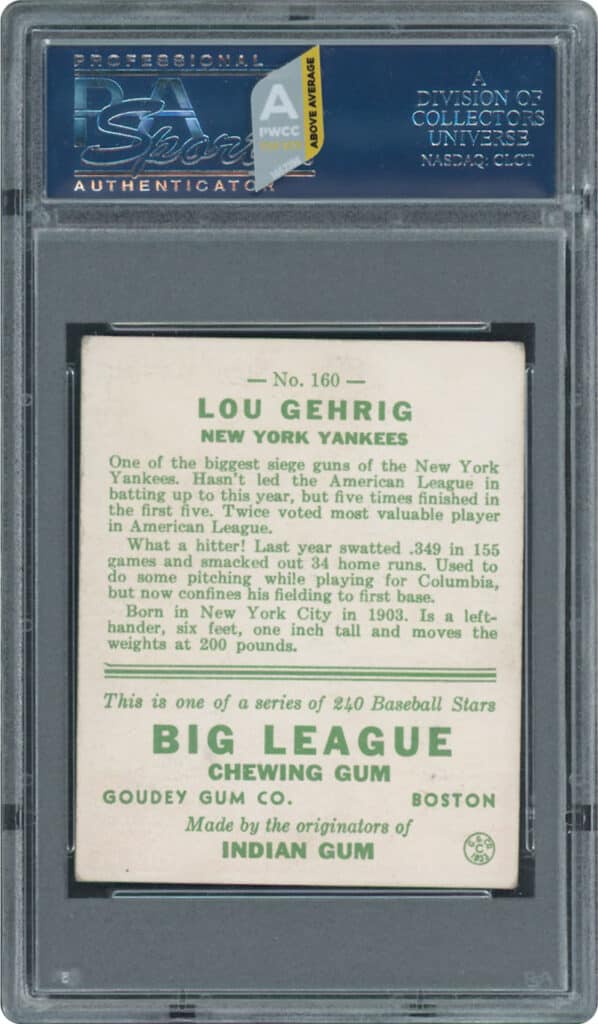 PROFESSIONAL
PSA
Sports
AUTHENTICATOR
A
PWCC
ABOVE AVERAGE
A
DIVISION OF
COLLECTORS
UNIVERSE
NASDAQ: CLCT
— No. 160 —
LOU GEHRIG
NEW YORK YANKEES
One of the biggest siege guns of the New York
Yankees. Hasn't led the American League in
batting up to this year, but five times finished in
the first five. Twice voted most valuable player
in American League.
What a hitter! Last year swatted .349 in 155
games and smacked out 34 home runs. Used to
do some pitching while playing for Columbia,
but now confines his fielding to first base.
Born in New York City in 1903. Is a left-
hander, six feet, one inch tall and moves the
weights at 200 pounds.
This is one of a series of 240 Baseball Stars
BIG LEAGUE
CHEWING GUM
GOUDEY GUM CO. BOSTON
Made by the originators of
INDIAN GUM
G. G. CO.
C
1933